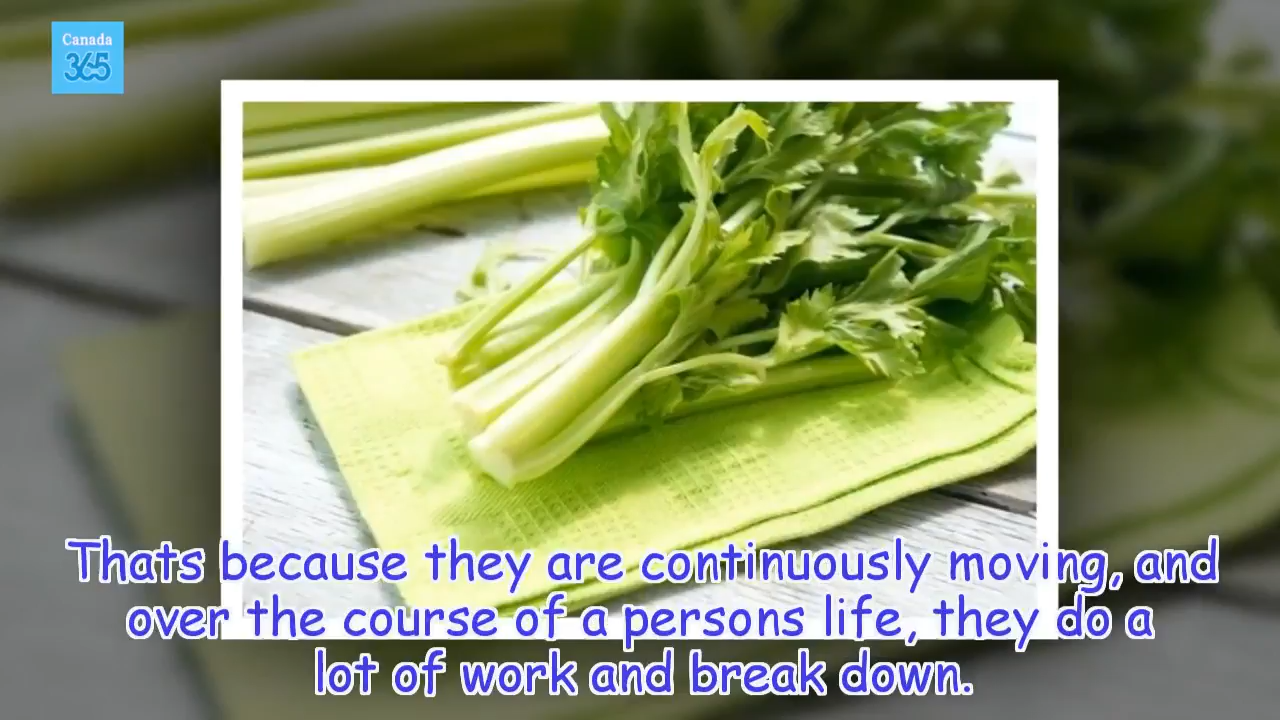 Canada
365
Thats because they are continuously moving, and
over the course of a persons life, they do a
lot of work and break down.